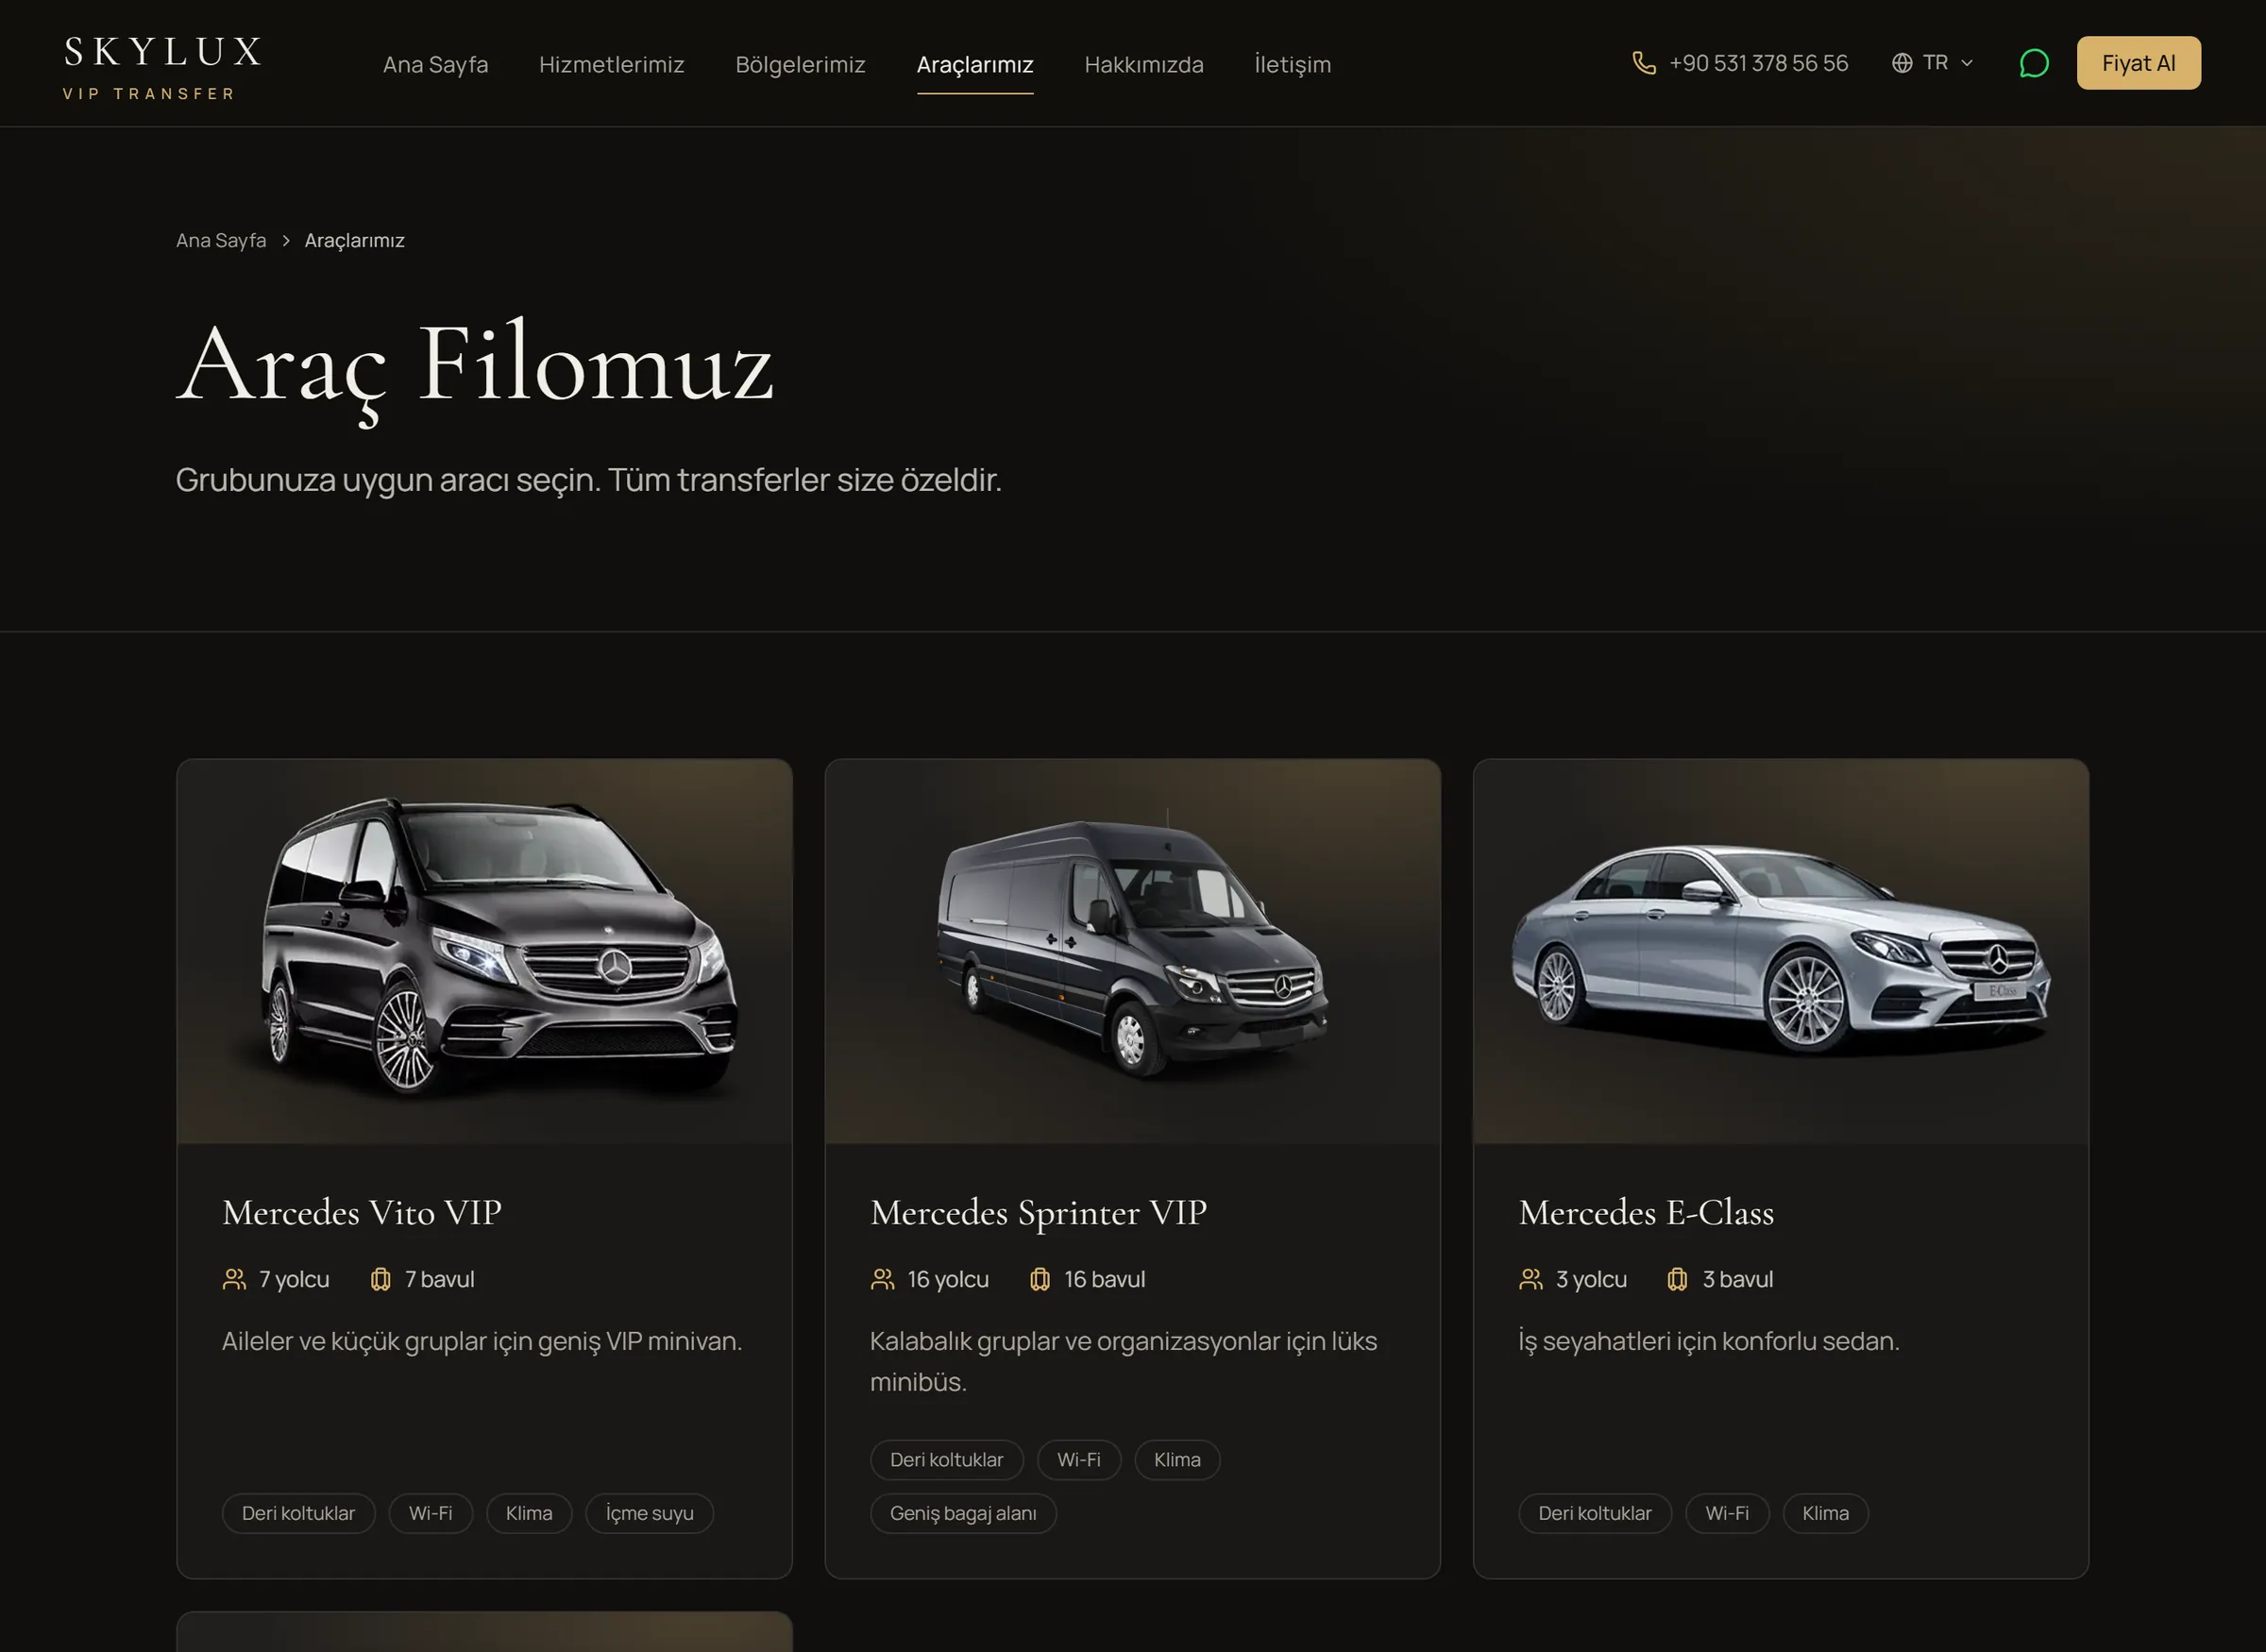 SKYLUX
VIP TRANSFER
Ana Sayfa
Hizmetlerimiz
Bölgelerimiz
Araçlarımız
Hakkımızda
İletişim
+90 531 378 56 56
TR
Fiyat Al
Ana Sayfa > Araçlarımız
Araç Filomuz
Grubunuza uygun aracı seçin. Tüm transferler size özeldir.
E-Class
Mercedes Vito VIP
7 yolcu
7 bavul
Aileler ve küçük gruplar için geniş VIP minivan.
Deri koltuklar
Wi-Fi
Klima
İçme suyu
Mercedes Sprinter VIP
16 yolcu
16 bavul
Kalabalık gruplar ve organizasyonlar için lüks
minibüs.
Deri koltuklar
Wi-Fi
Klima
Geniş bagaj alanı
Mercedes E-Class
3 yolcu
3 bavul
İş seyahatleri için konforlu sedan.
Deri koltuklar
Wi-Fi
Klima